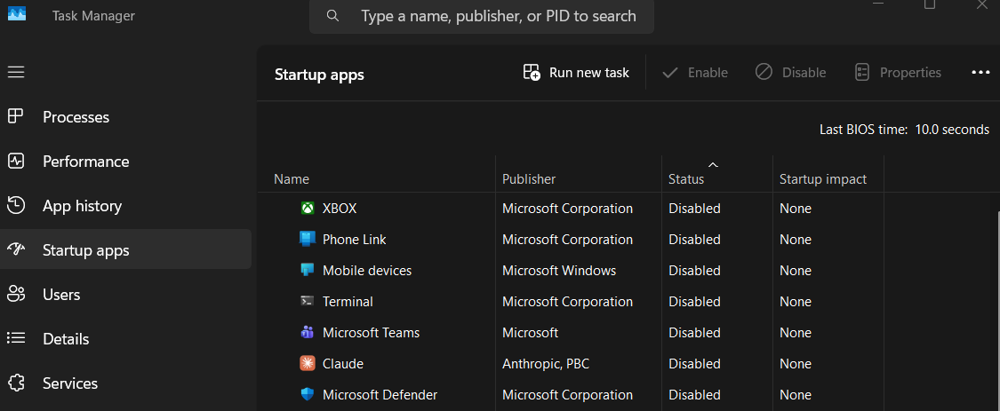 Task Manager
Type a name, publisher, or PID to search
Startup apps
Run new task
Enable
Disable
Properties
Processes
Performance
App history
Startup apps
Users
Details
Services
Last BIOS time: 10.0 seconds
Name Publisher Status Startup impact
XBOX Microsoft Corporation Disabled None
Phone Link Microsoft Corporation Disabled None
Mobile devices Microsoft Windows Disabled None
Terminal Microsoft Corporation Disabled None
Microsoft Teams Microsoft Disabled None
Claude Anthropic, PBC Disabled None
Microsoft Defender Microsoft Corporation Disabled None